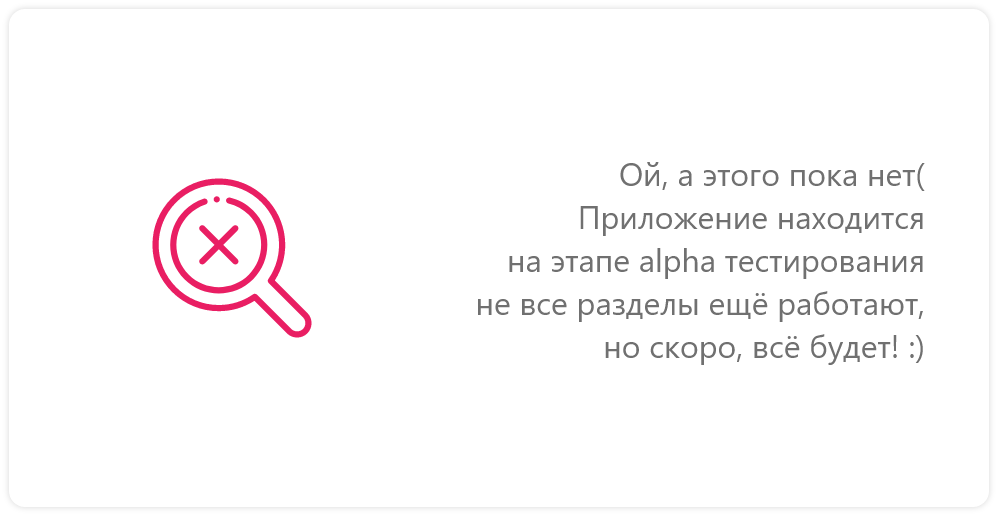 Ой, а этого пока нет(
Приложение находится
на этапе alpha тестирования
не все разделы ещё работают,
но скоро, всё будет! :)